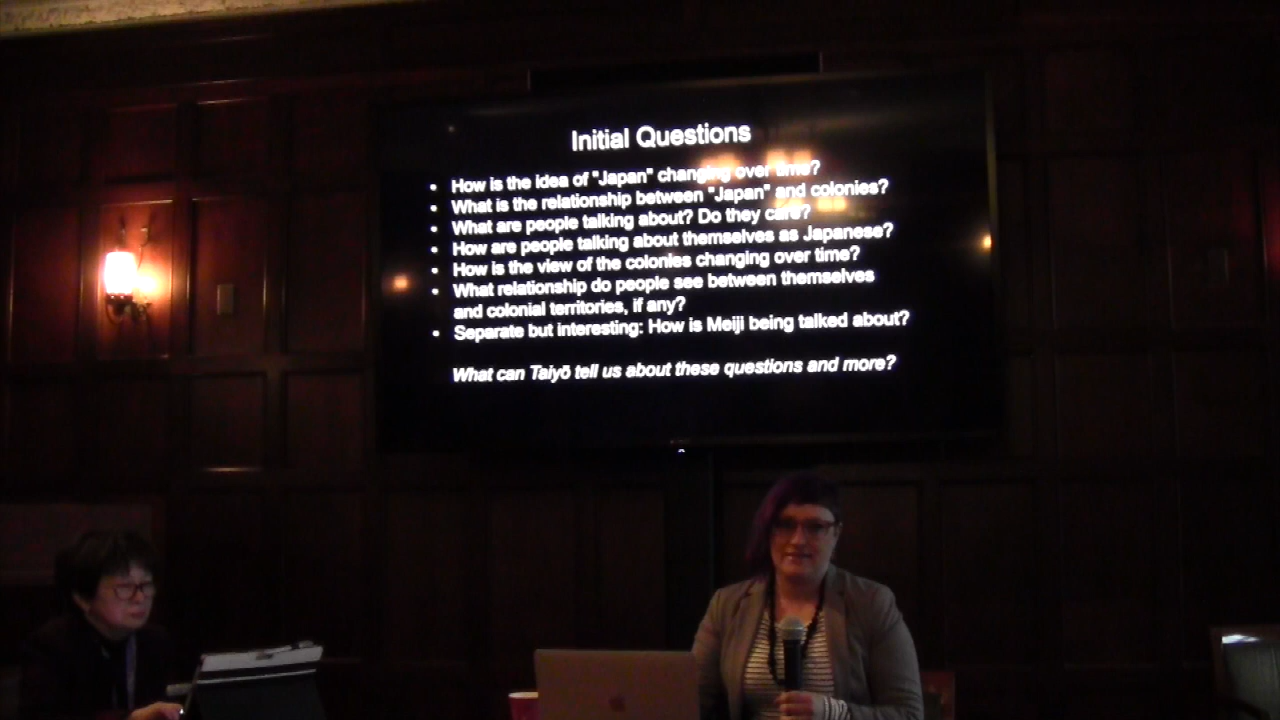 Initial Questions
• How is the idea of "Japan" changing over time?
• What is the relationship between "Japan" and colonies?
• What are people talking about? Do they care?
• How are people talking about themselves as Japanese?
• How is the view of the colonies changing over time?
• What relationship do people see between themselves
and colonial territories, if any?
• Separate but interesting: How is Meiji being talked about?
What can Taiyō tell us about these questions and more?